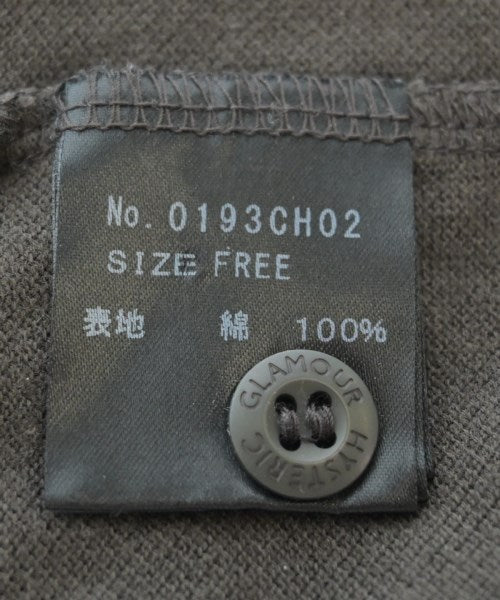 No. 0193CH02
SIZE FREE
表地 綿 100%
GLAMOUR
HYSTERIC